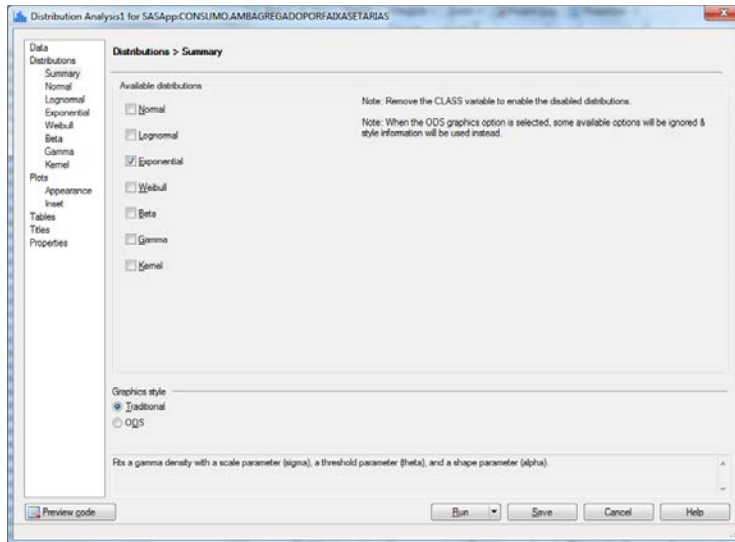 Distribution Analysis1 for SASApp:CONSUMO.AMBAGREGADOPORFAIXASETARIAS
Data
Distributions
Summary
Normal
Lognormal
Exponential
Weibull
Beta
Gamma
Kernel
Plots
Appearance
Inset
Tables
Titles
Properties
Distributions > Summary
Available distributions
Normal
Lognormal
Exponential
Weibull
Beta
Gamma
Kernel
Note: Remove the CLASS variable to enable the disabled distributions.
Note: When the ODS graphics option is selected, some available options will be ignored &
style information will be used instead.
Graphics style
Traditional
ODS
Fits a gamma density with a scale parameter (sigma), a threshold parameter (theta), and a shape parameter (alpha).
Preview code
Run
Save
Cancel
Help